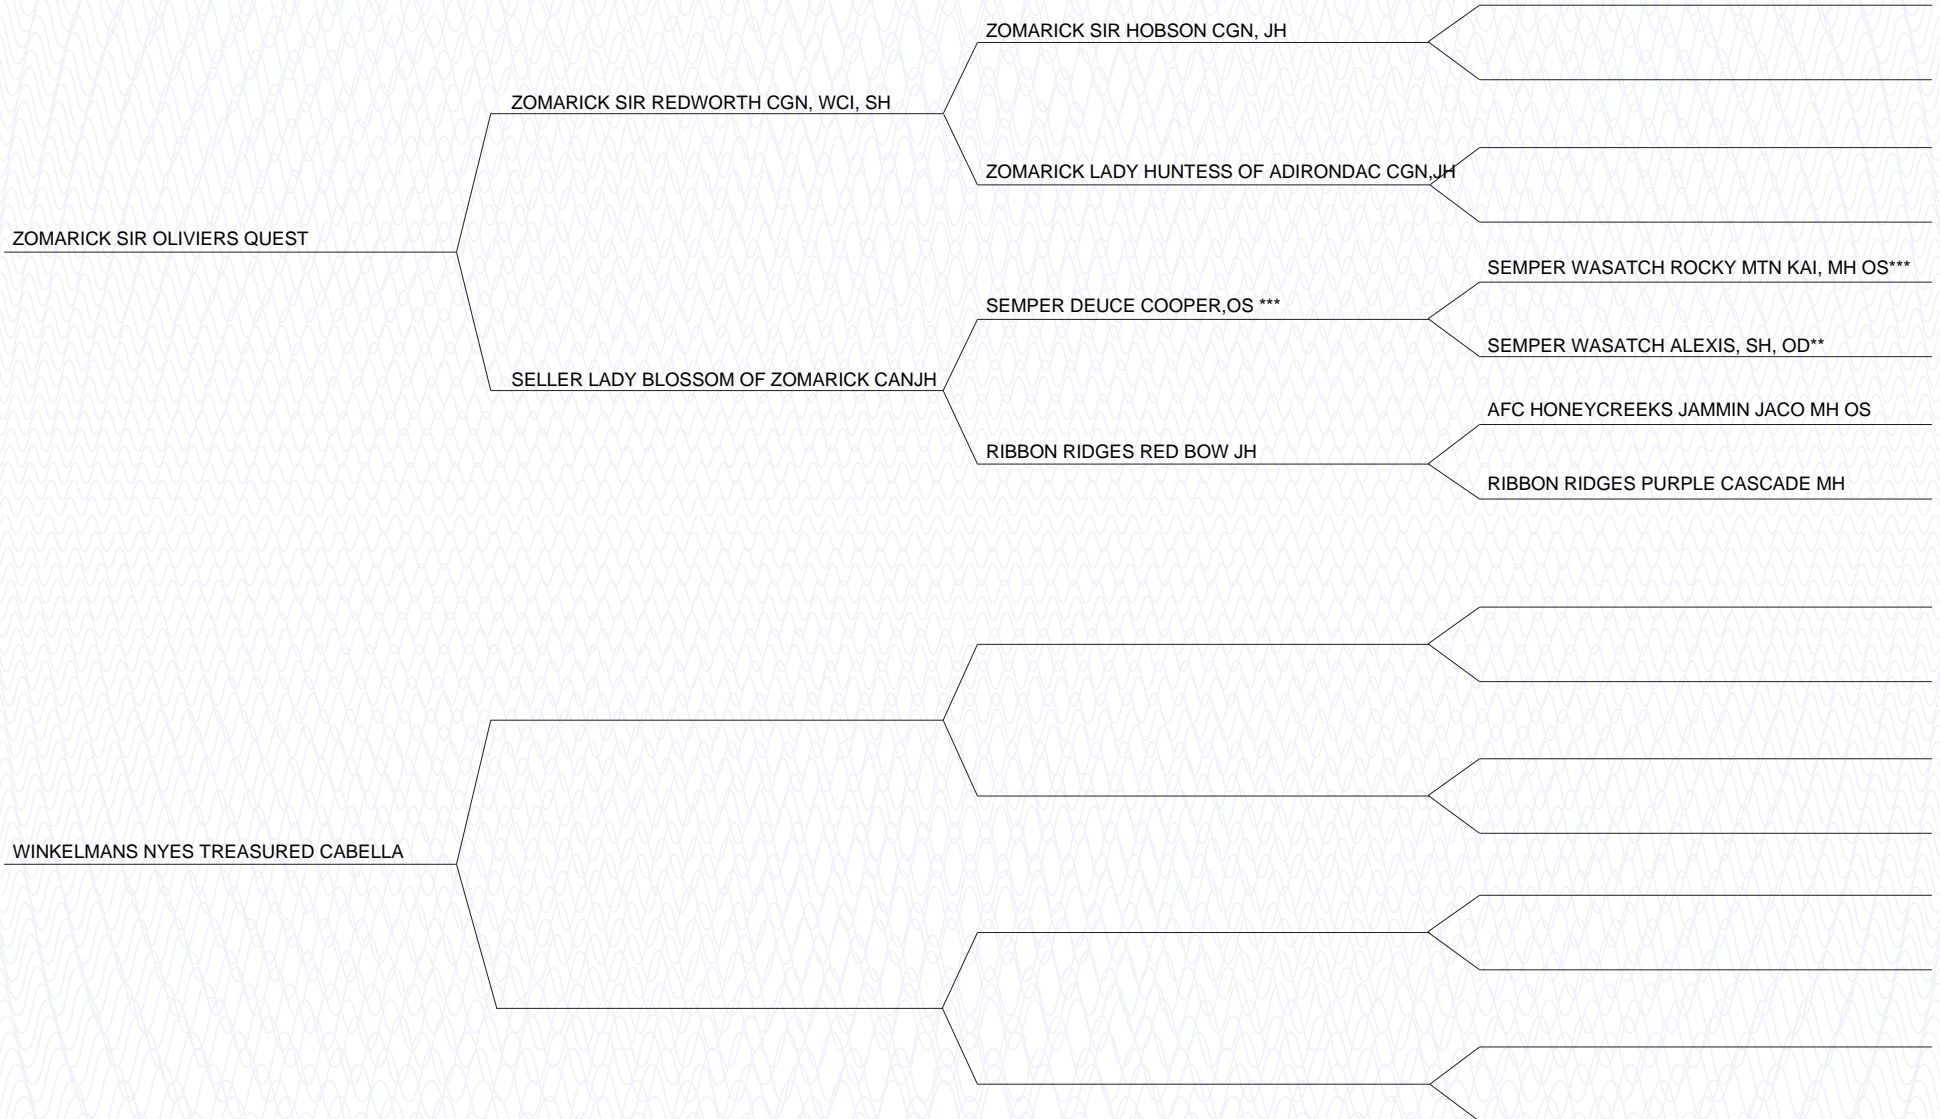 ZOMARICK SIR HOBSON CGN, JH
ZOMARICK SIR REDWORTH CGN, WCI, SH
ZOMARICK LADY HUNTESS OF ADIRONDAC CGN,JH
ZOMARICK SIR OLIVIERS QUEST
SEMPER WASATCH ROCKY MTN KAI, MH OS***
SEMPER DEUCE COOPER,OS ***
SEMPER WASATCH ALEXIS, SH, OD**
SELLER LADY BLOSSOM OF ZOMARICK CANJH
AFC HONEYCREEKS JAMMIN JACO MH OS
RIBBON RIDGES RED BOW JH
RIBBON RIDGES PURPLE CASCADE MH
WINKELMANS NYES TREASURED CABELLA